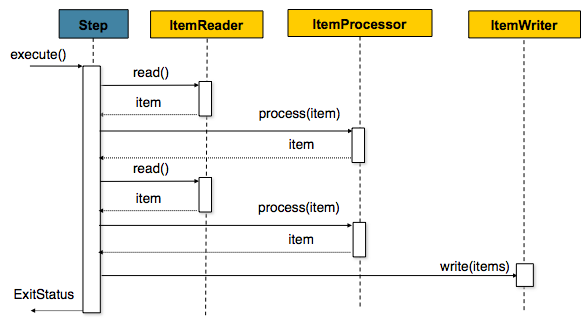 Step
ItemReader
ItemProcessor
ItemWriter
execute()
read()
item
process(item)
item
read()
item
process(item)
item
write(items)
ExitStatus